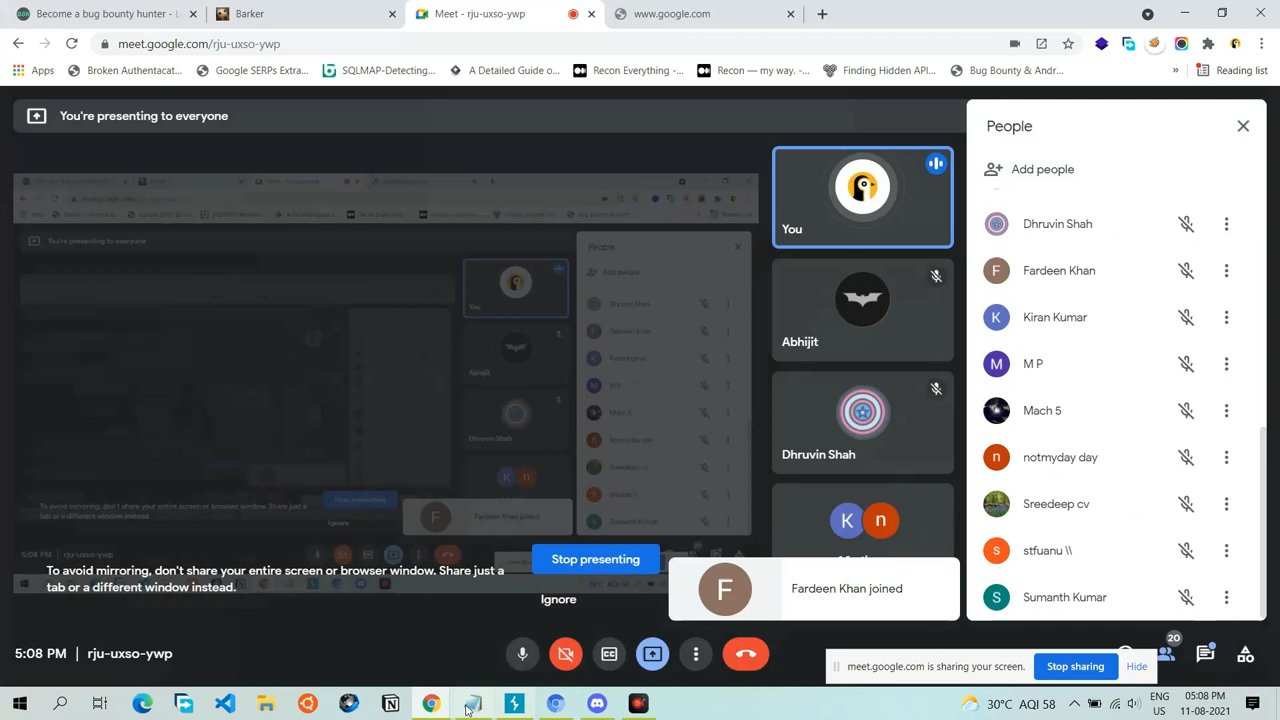 Become a bug bounty hunter - L
Barker
Meet - rju-uxso-ywp
www.google.com
meet.google.com/rju-uxso-ywp
Apps
Broken Authentacat...
Google SERPs Extra...
SQLMAP-Detecting...
A Detailed Guide o...
Recon Everything -...
Recon — my way. -...
Finding Hidden API...
Bug Bounty & Andr...
»
Reading list
You're presenting to everyone
People
Add people
You
Abhijit
Dhruvin Shah
K
n
Dhruvin Shah
F Fardeen Khan
K Kiran Kumar
M M P
Mach 5
n notmyday day
Sreedeep cv
s stfuanu \\
S Sumanth Kumar
To avoid mirroring, don't share your entire screen or browser window. Share just a
tab or a different window instead.
Stop presenting
Ignore
F Fardeen Khan joined
5:08 PM | rju-uxso-ywp
20
meet.google.com is sharing your screen.
Stop sharing
Hide
30°C AQI 58
ENG
05:08 PM
IN
11-08-2021